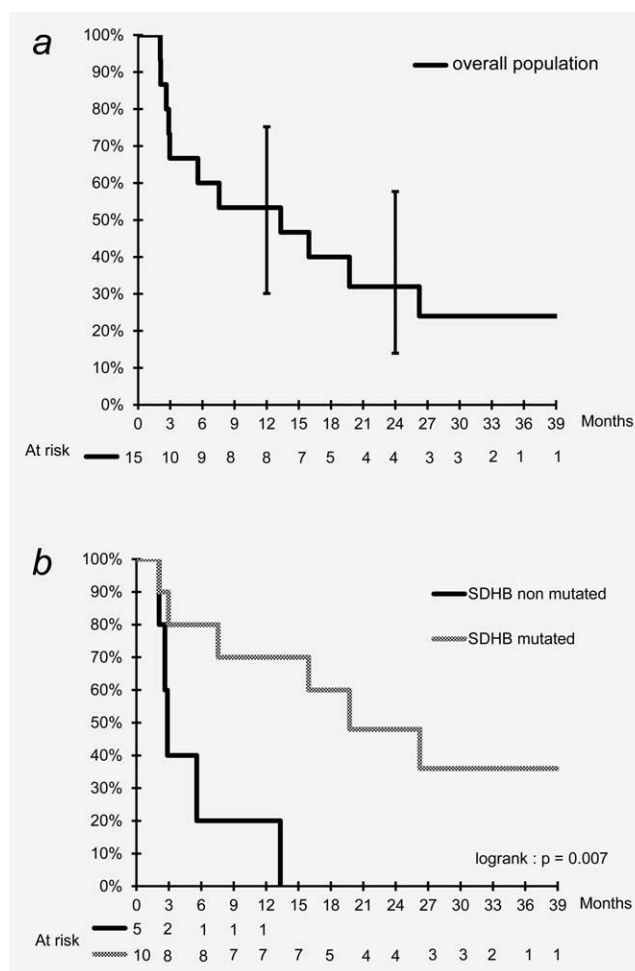 a
overall population
100%
90%
80%
70%
60%
50%
40%
30%
20%
10%
0%
0 3 6 9 12 15 18 21 24 27 30 33 36 39 Months
At risk 15 10 9 8 8 7 5 4 4 3 3 2 1 1
b
SDHB non mutated
SDHB mutated
100%
90%
80%
70%
60%
50%
40%
30%
20%
10%
0%
logrank : p = 0.007
0 3 6 9 12 15 18 21 24 27 30 33 36 39 Months
At risk
5 2 1 1 1
10 8 8 7 7 7 5 4 4 3 3 2 1 1